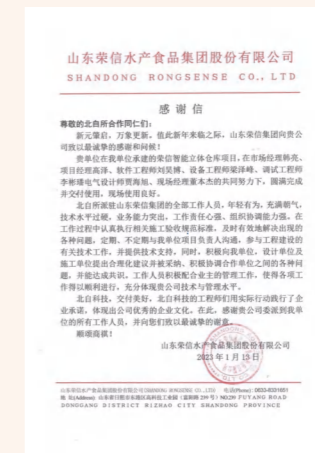 山东荣信水产食品集团股份有限公司
SHANDONG RONGSENSE CO., LTD
感谢信
尊敬的北自所合作同仁们：
新元肇启，万象更新。值此新年来临之际，山东荣信集团向贵公
司致以最诚挚的感谢和问候！
贵单位在我单位承建的荣信智能立体仓库项目，在市场经理韩亮、
项目经理高泽、软件工程师刘昊博、设备工程师梁泽峰、调试工程师
李彬瑾电气设计师贾海旭、现场经理董本杰的共同努力下，圆满完成
并交付使用，现场使用良好。
北自所派驻山东荣信集团的全部工作人员，年轻有为、充满朝气，
技术水平过硬，业务能力突出，工作责任心强、组织协调能力强。在
工作过程中认真执行相关施工验收规范标准，及时有效地解决出现的
各种问题。定期、不定期与我单位项目负责人沟通，参与工程建设的
有关技术工作，并能提供技术支持，同时，积极向我单位，设计单位及
施工单位提出合理化建议并被采纳、积极协调合作单位之间的各种问
题，并能达成共识。工作人员积极配合业主的管理工作，使得各项工
作得以顺利进行，充分体现贵公司技术与管理水平。
北自科技，交付美好，北自科技的工程师们用实际行动践行了企
业承诺，体现出公司优秀的企业文化。在此，感谢贵公司委派到我单
位的所有工作人员，并向您们致以最诚挚的谢意。
顺颂商祺！
山东荣信水产食品集团股份有限公司
2023 年 1 月 13 日
山东荣信水产食品集团股份有限公司 SHANDONG RONGSENSE CO., LTD 电话(Phone): 0633-8321851
地 址(Address) 山东省日照市东港区高科技工业园（富阳路 259 号）NO.259 FUYANG ROAD
DONGGANG DISTRICT RIZHAO CITY SHANDONG PROVINCE